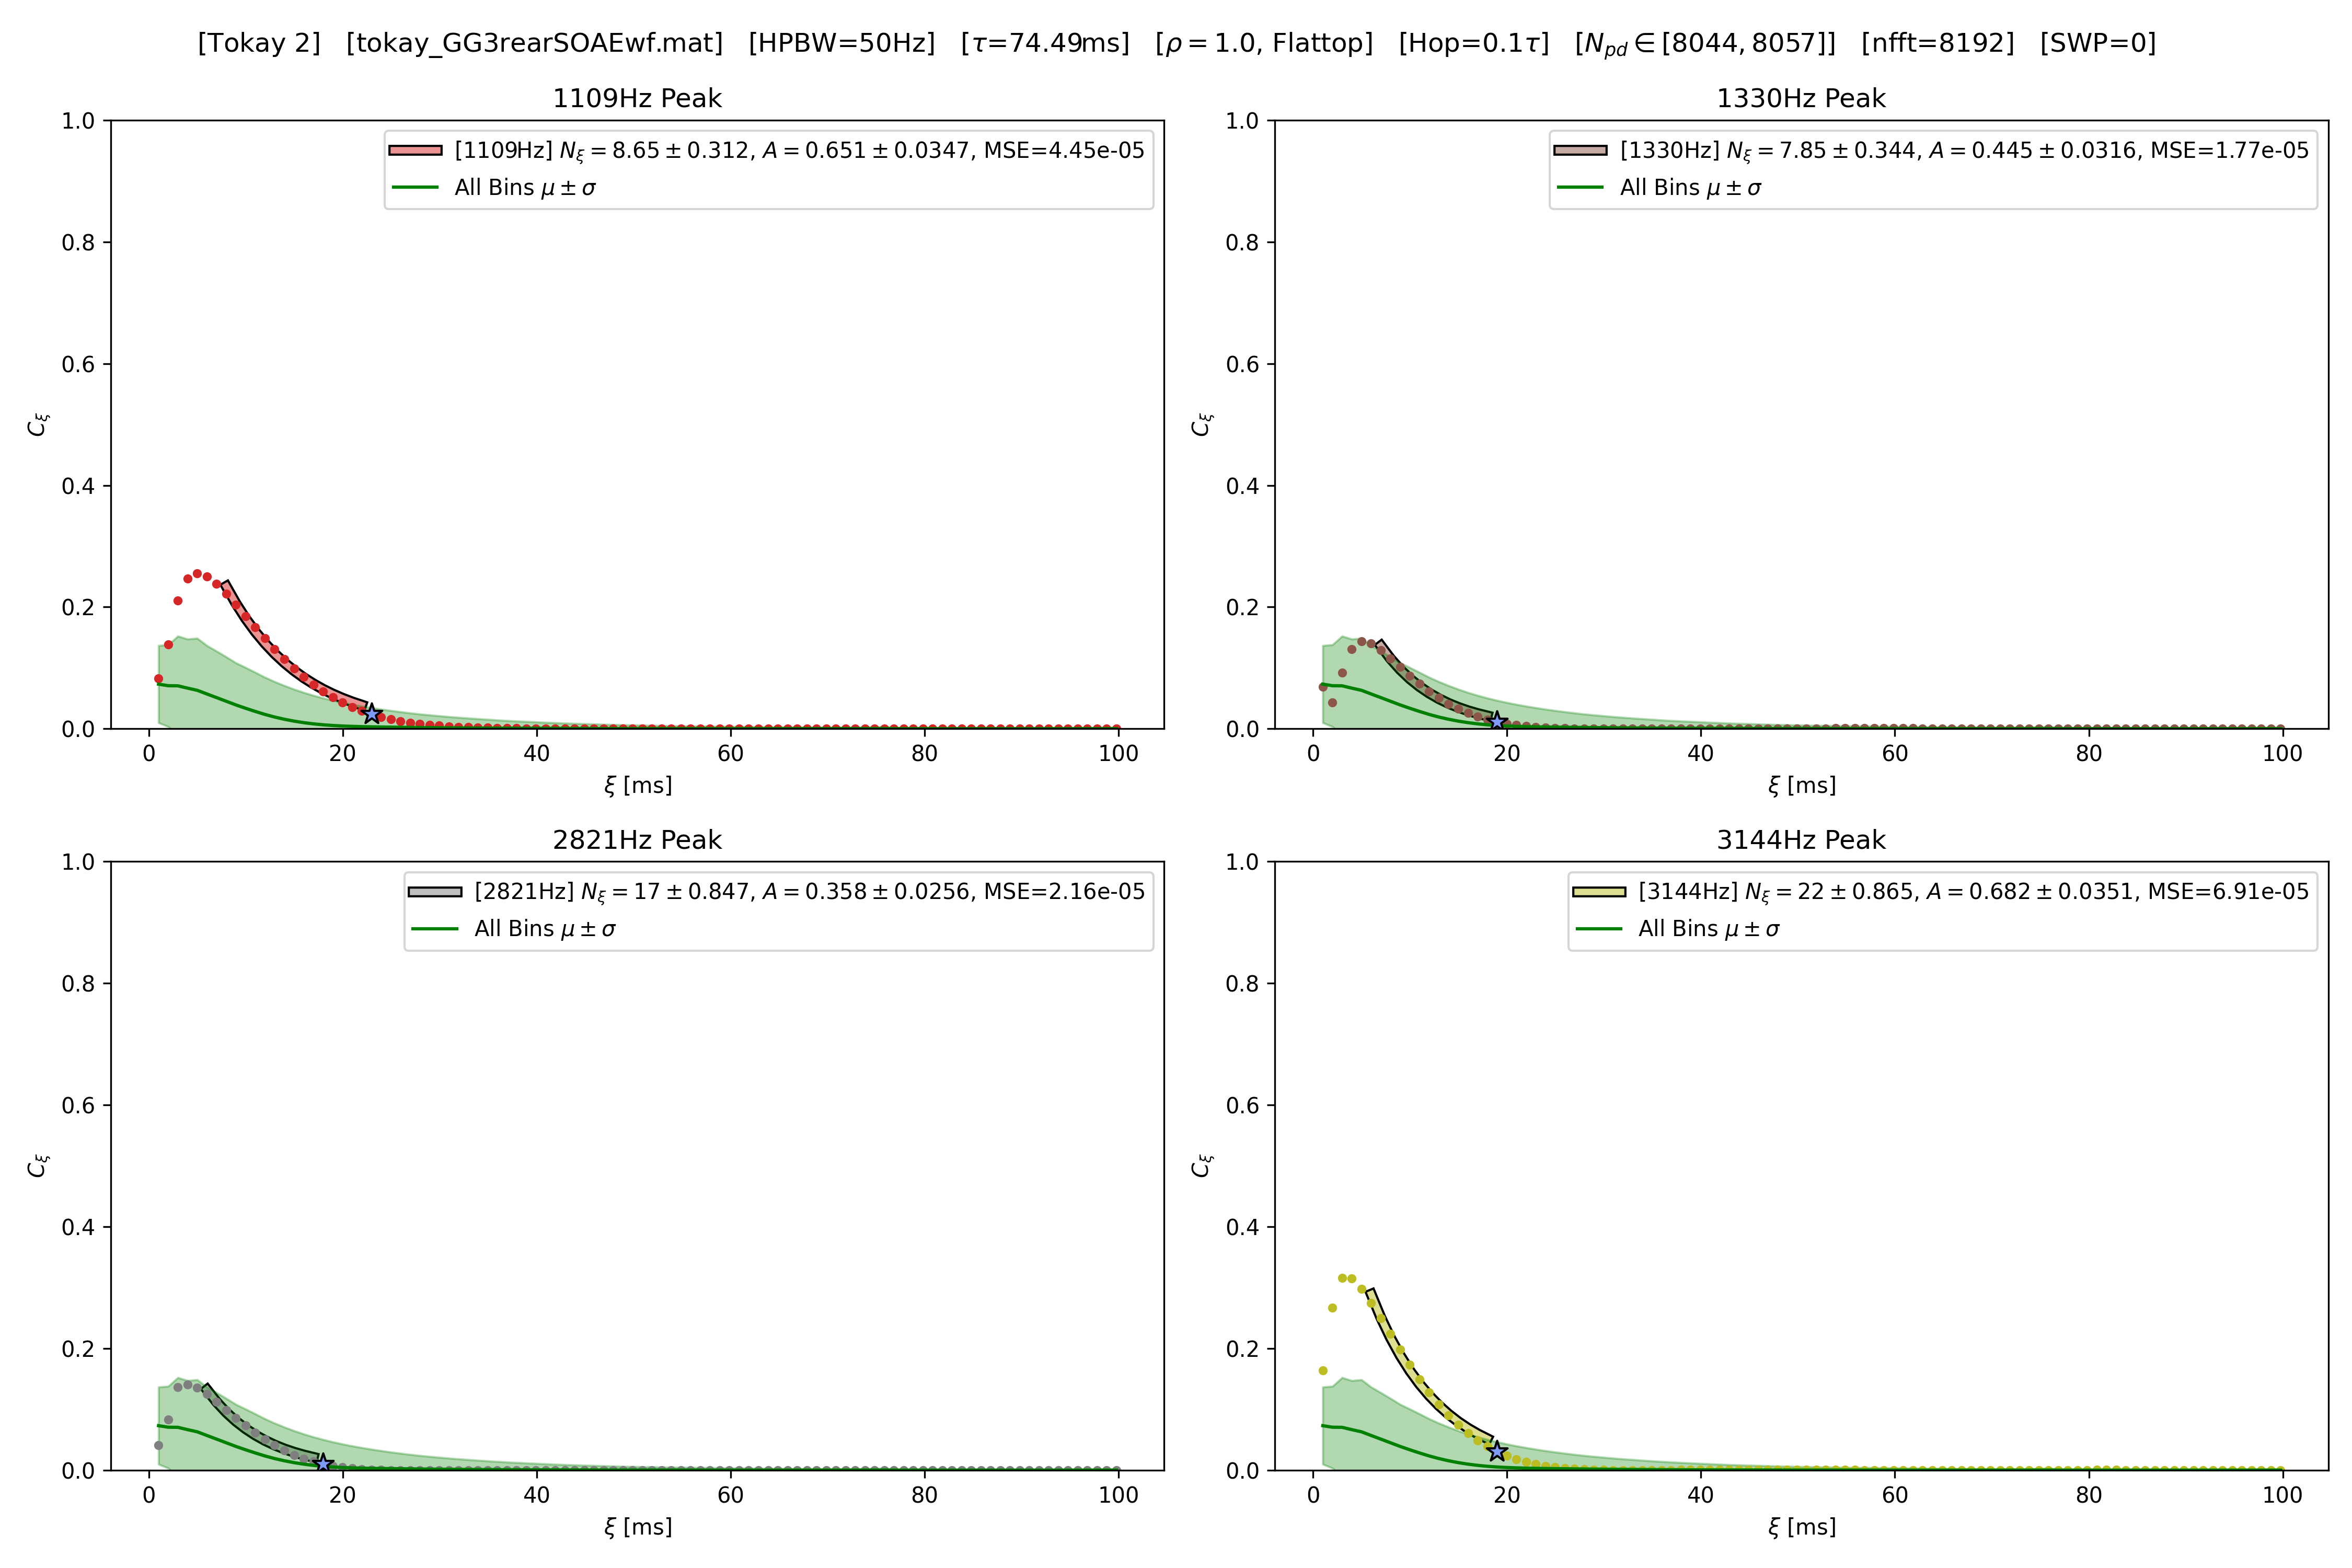 [Tokay 2] [tokay_GG3rearSOAEwf.mat] [HPBW=50Hz] [τ=74.49ms] [ρ = 1.0, Flattop] [Hop=0.1τ] [N_pd ∈ [8044, 8057]] [nfft=8192] [SWP=0]
1109Hz Peak
[1109Hz] N_ξ = 8.65 ± 0.312, A = 0.651 ± 0.0347, MSE=4.45e-05
All Bins μ ± σ
1.0
0.8
0.6
0.4
0.2
0.0
C_ξ
0 20 40 60 80 100
ξ [ms]
1330Hz Peak
[1330Hz] N_ξ = 7.85 ± 0.344, A = 0.445 ± 0.0316, MSE=1.77e-05
All Bins μ ± σ
1.0
0.8
0.6
0.4
0.2
0.0
C_ξ
0 20 40 60 80 100
ξ [ms]
2821Hz Peak
[2821Hz] N_ξ = 17 ± 0.847, A = 0.358 ± 0.0256, MSE=2.16e-05
All Bins μ ± σ
1.0
0.8
0.6
0.4
0.2
0.0
C_ξ
0 20 40 60 80 100
ξ [ms]
3144Hz Peak
[3144Hz] N_ξ = 22 ± 0.865, A = 0.682 ± 0.0351, MSE=6.91e-05
All Bins μ ± σ
1.0
0.8
0.6
0.4
0.2
0.0
C_ξ
0 20 40 60 80 100
ξ [ms]